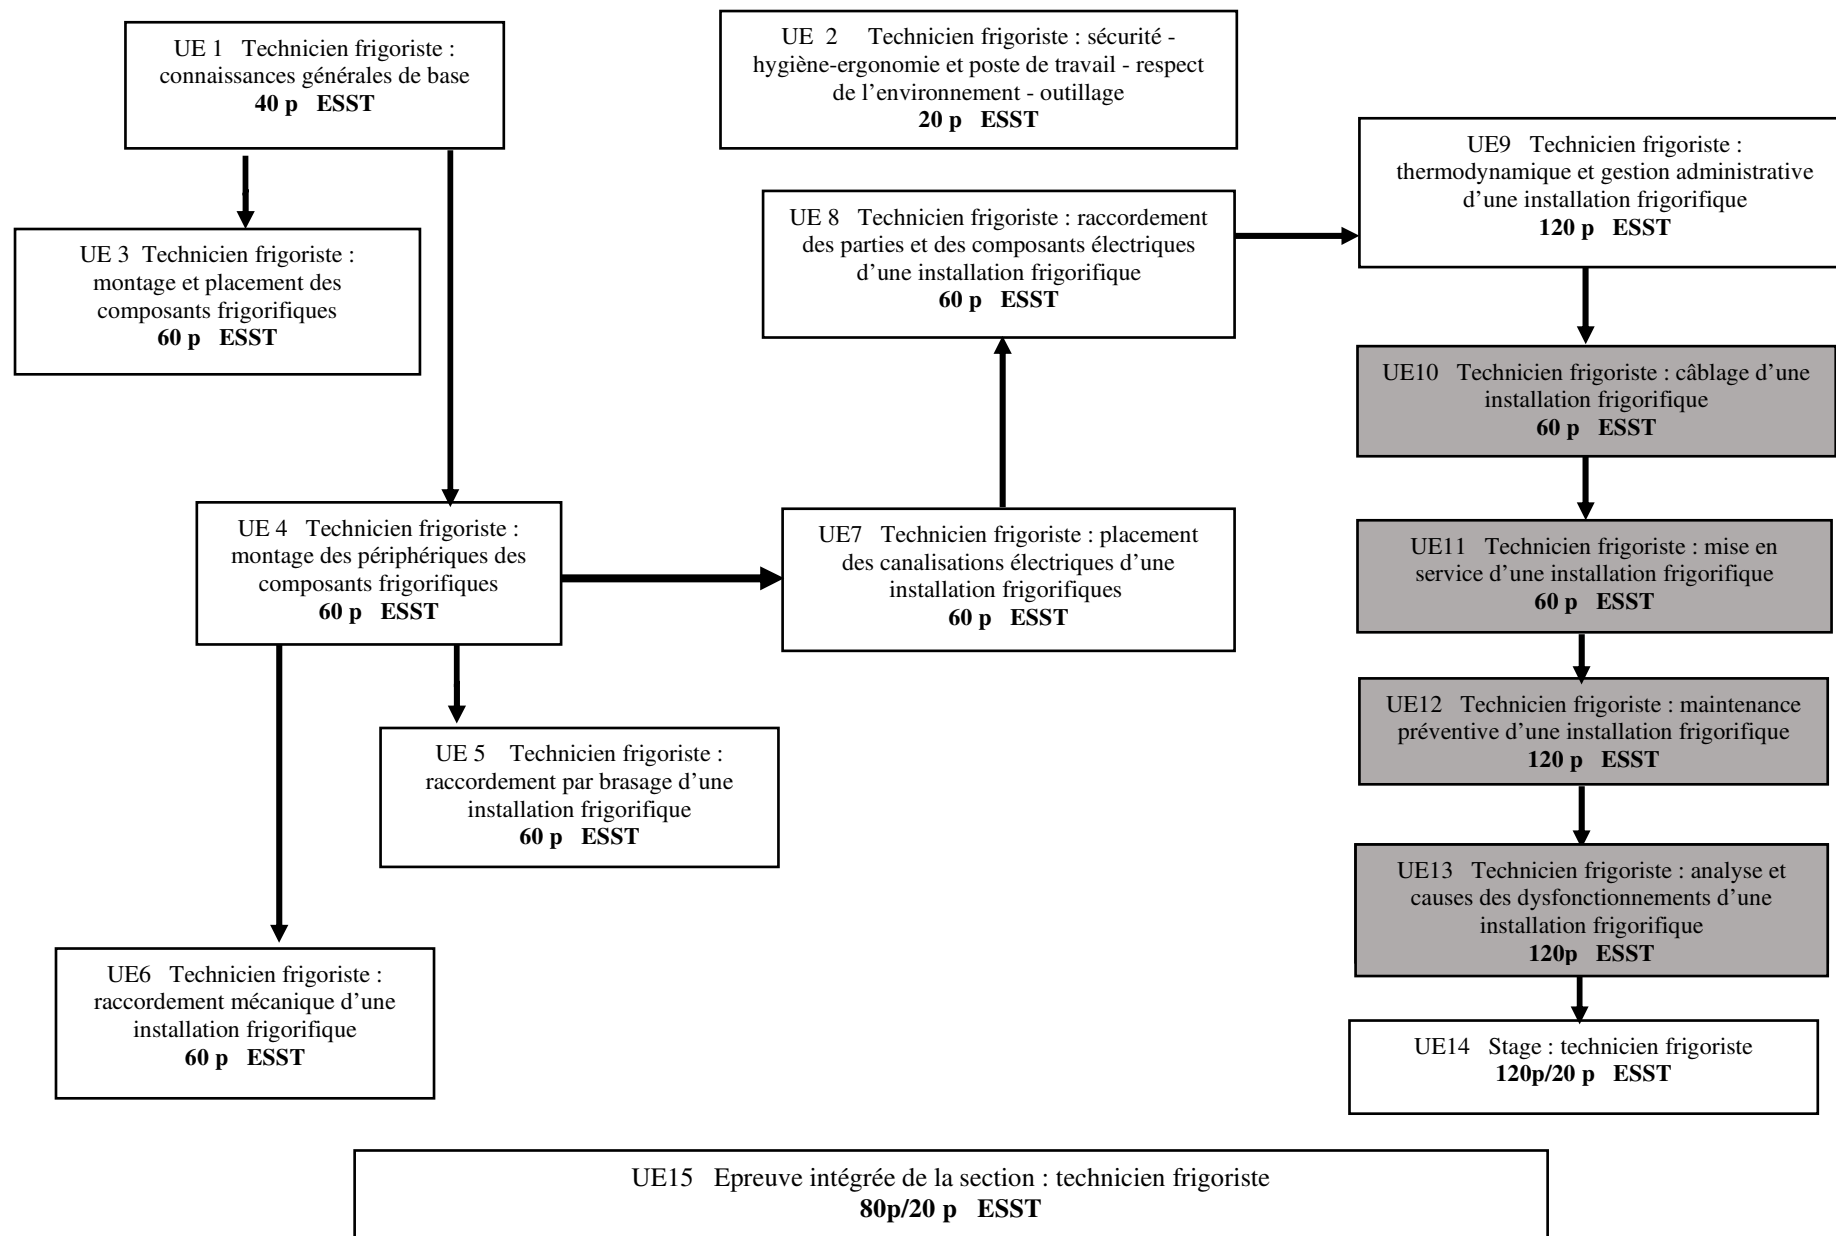 UE 1 Technicien frigoriste :
connaissances générales de base
40 p ESST
UE 2 Technicien frigoriste : sécurité -
hygiène-ergonomie et poste de travail - respect
de l’environnement - outillage
20 p ESST
UE9 Technicien frigoriste :
thermodynamique et gestion administrative
d’une installation frigorifique
120 p ESST
UE 8 Technicien frigoriste : raccordement
des parties et des composants électriques
d’une installation frigorifique
60 p ESST
UE 3 Technicien frigoriste :
montage et placement des
composants frigorifiques
60 p ESST
UE10 Technicien frigoriste : câblage d’une
installation frigorifique
60 p ESST
UE 4 Technicien frigoriste :
montage des périphériques des
composants frigorifiques
60 p ESST
UE7 Technicien frigoriste : placement
des canalisations électriques d’une
installation frigorifiques
60 p ESST
UE11 Technicien frigoriste : mise en
service d’une installation frigorifique
60 p ESST
UE12 Technicien frigoriste : maintenance
préventive d’une installation frigorifique
120 p ESST
UE 5 Technicien frigoriste :
raccordement par brasage d’une
installation frigorifique
60 p ESST
UE13 Technicien frigoriste : analyse et
causes des dysfonctionnements d’une
installation frigorifique
120p ESST
UE6 Technicien frigoriste :
raccordement mécanique d’une
installation frigorifique
60 p ESST
UE14 Stage : technicien frigoriste
120p/20 p ESST
UE15 Epreuve intégrée de la section : technicien frigoriste
80p/20 p ESST